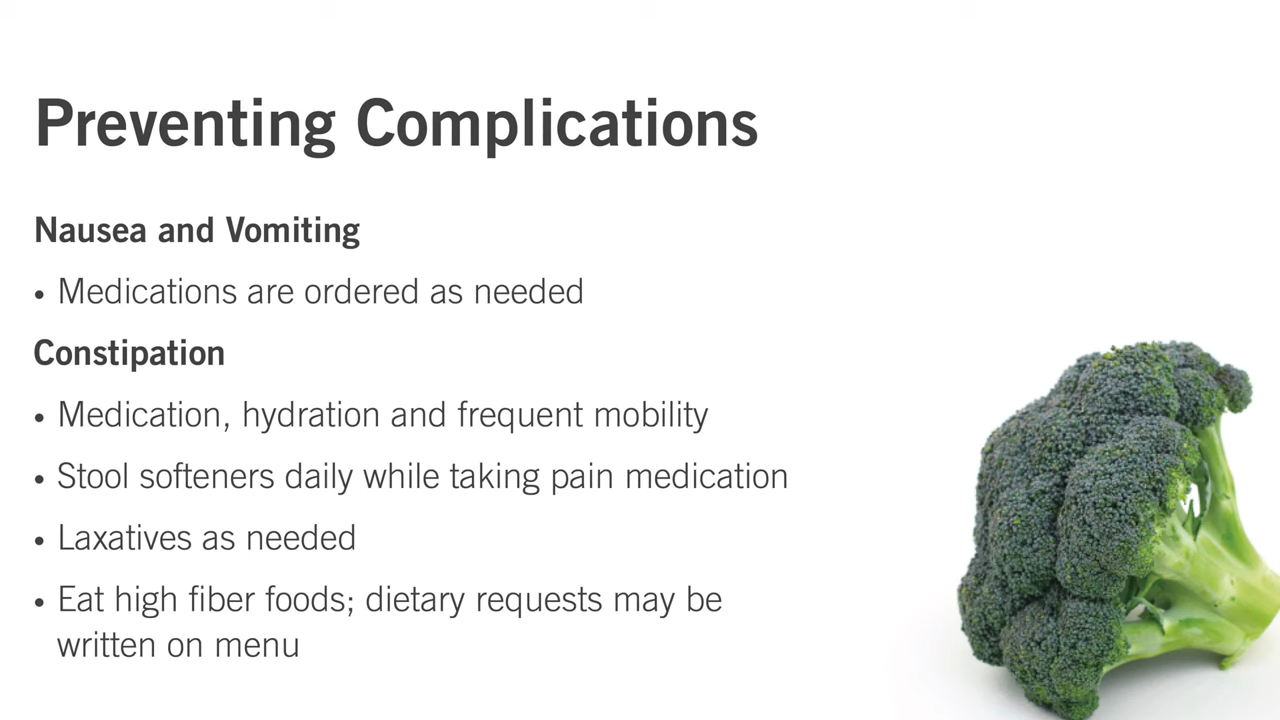 Preventing Complications
Nausea and Vomiting
• Medications are ordered as needed
Constipation
• Medication, hydration and frequent mobility
• Stool softeners daily while taking pain medication
• Laxatives as needed
• Eat high fiber foods; dietary requests may be
written on menu